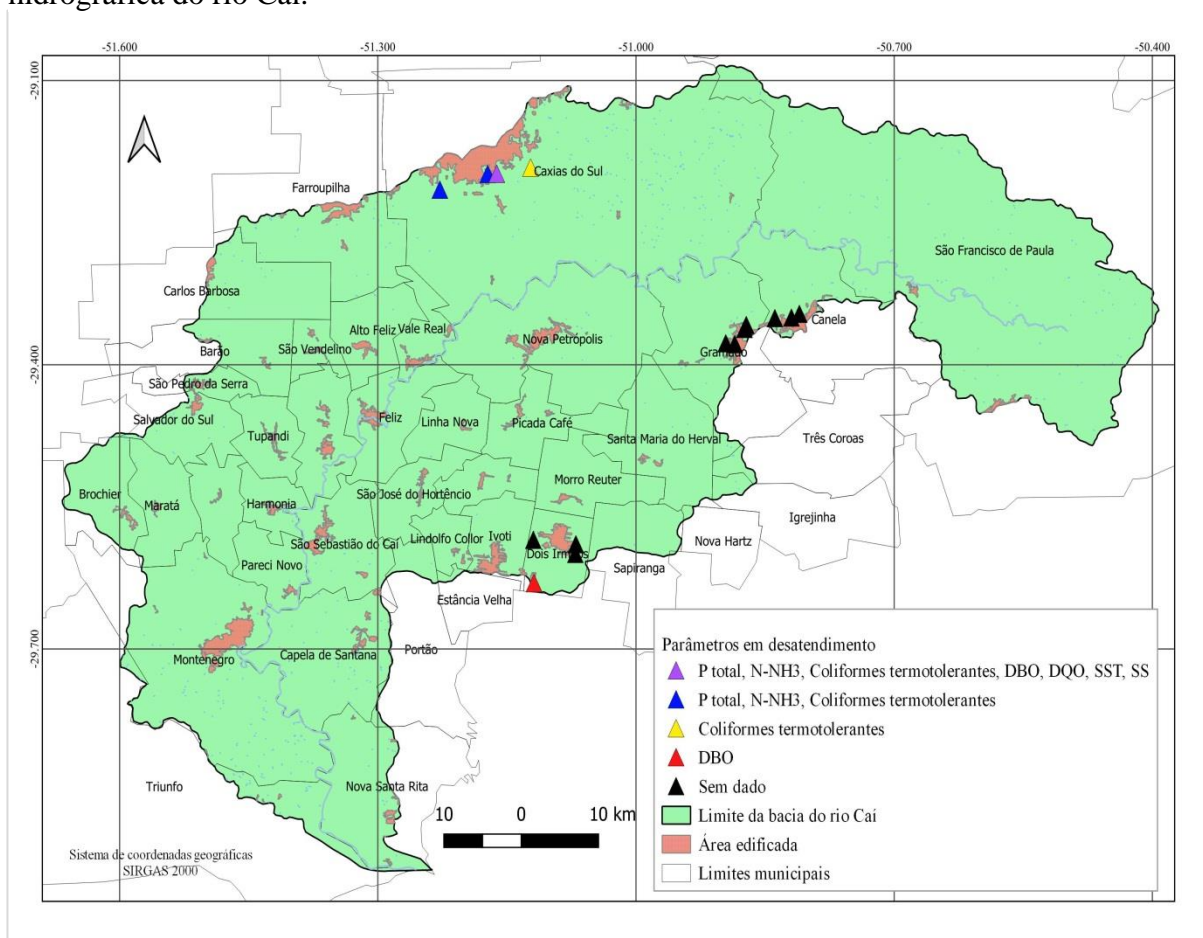 hidrográfica do rio Caí.
-51.600
-51.300
-51.000
-50.700
-50.400
-29.100
-29.400
-29.700
Caxias do Sul
Farroupilha
São Francisco de Paula
Carlos Barbosa
Canela
Alto Feliz
Vale Real
Nova Petrópolis
Barão
São Vendelino
Gramado
São Pedro da Serra
Salvador do Sul
Feliz
Linha Nova
Picada Café
Tupandi
Santa Maria do Herval
Três Coroas
Morro Reuter
Brochier
São José do Hortêncio
Maratá
Harmonia
Igrejinha
São Sebastião do Caí
Lindolfo Collor
Ivoti
Nova Hartz
Dois Irmãos
Pareci Novo
Sapiranga
Estância Velha
Montenegro
Capela de Santana
Portão
Triunfo
Nova Santa Rita
10 0 10 km
Sistema de coordenadas geográficas
SIRGAS 2000
Parâmetros em desatendimento
P total, N-NH3, Coliformes termotolerantes, DBO, DQO, SST, SS
P total, N-NH3, Coliformes termotolerantes
Coliformes termotolerantes
DBO
Sem dado
Limite da bacia do rio Caí
Área edificada
Limites municipais